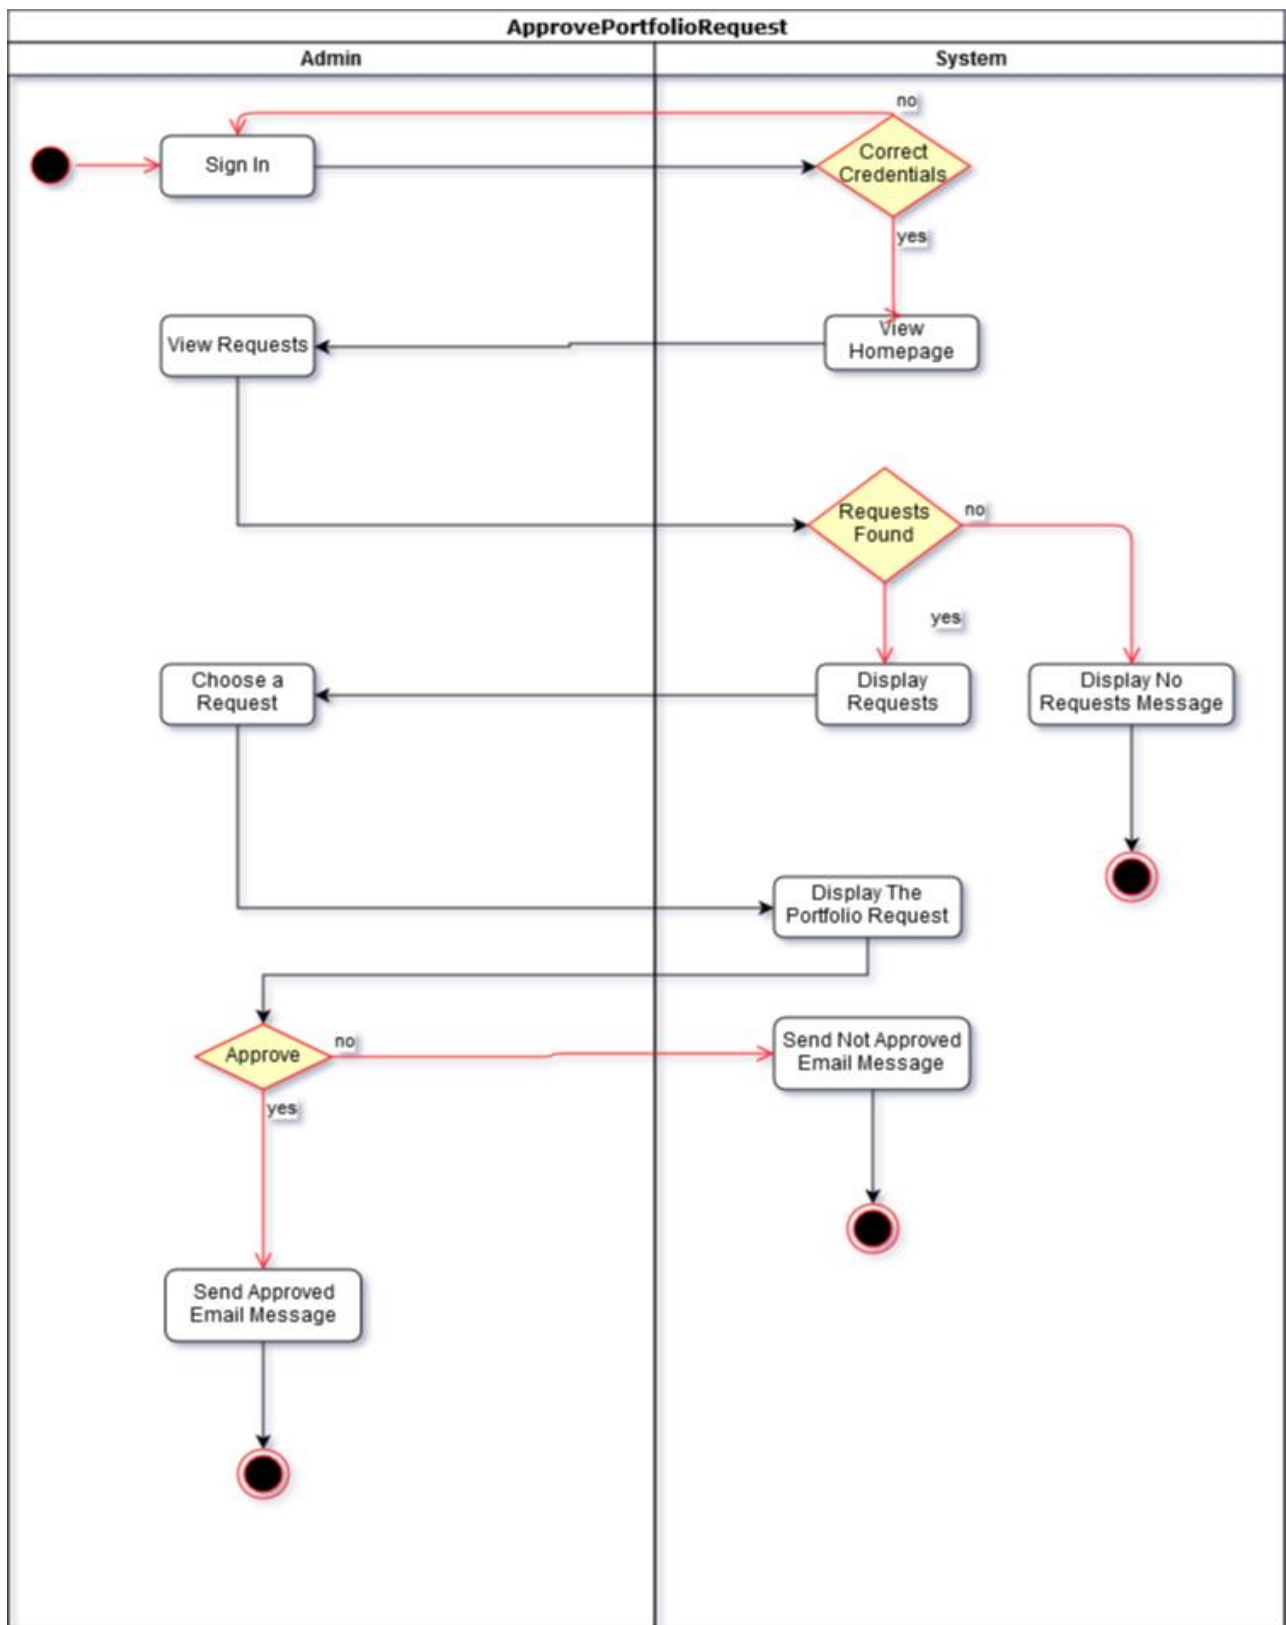 ApprovePortfolioRequest
Admin
System
no
Sign In
Correct
Credentials
yes
View Requests
View
Homepage
Requests
Found
no
yes
Choose a
Request
Display
Requests
Display No
Requests Message
Display The
Portfolio Request
Approve
no
Send Not Approved
Email Message
yes
Send Approved
Email Message